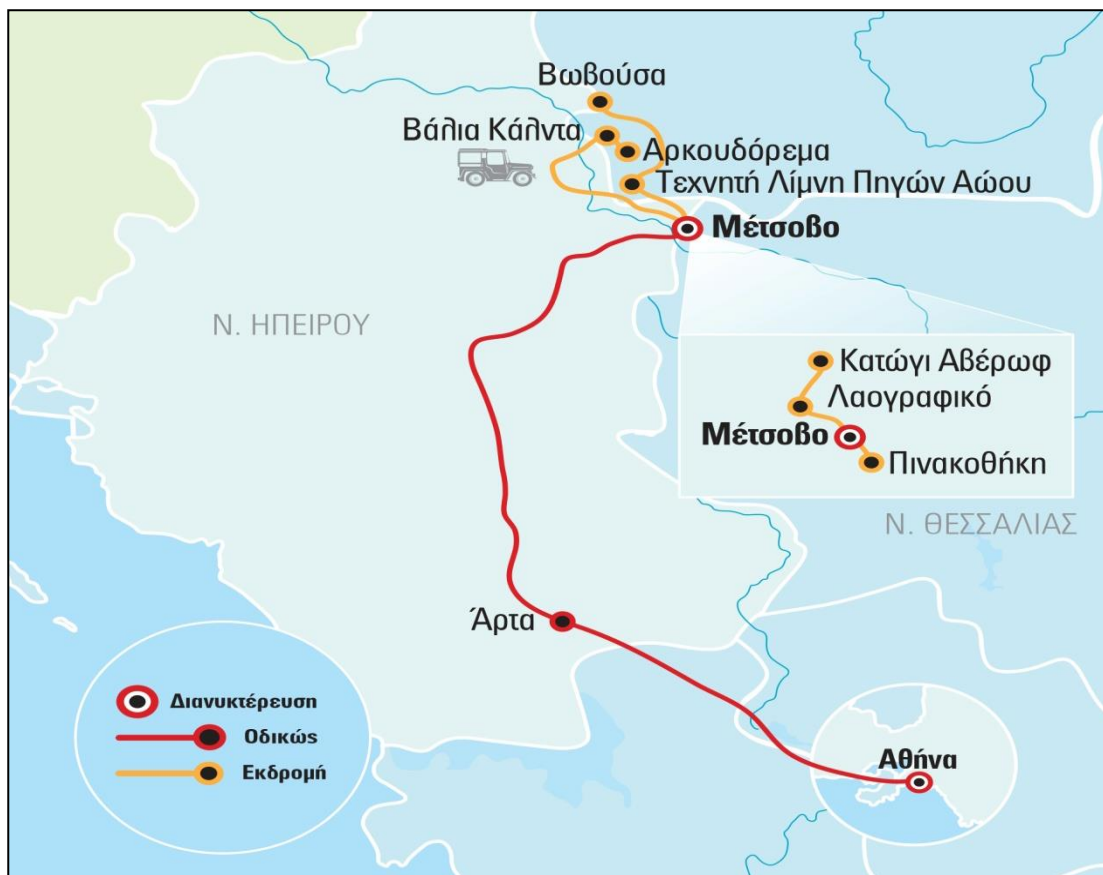 Βωβούσα
Βάλια Κάλντα
Αρκουδόρεμα
Τεχνητή Λίμνη Πηγών Αώου
Μέτσοβο
Ν. ΗΠΕΙΡΟΥ
Κατώγι Αβέρωφ
Λαογραφικό
Μέτσοβο
Πινακοθήκη
Ν. ΘΕΣΣΑΛΙΑΣ
Άρτα
Διανυκτέρευση
Οδικώς
Εκδρομή
Αθήνα